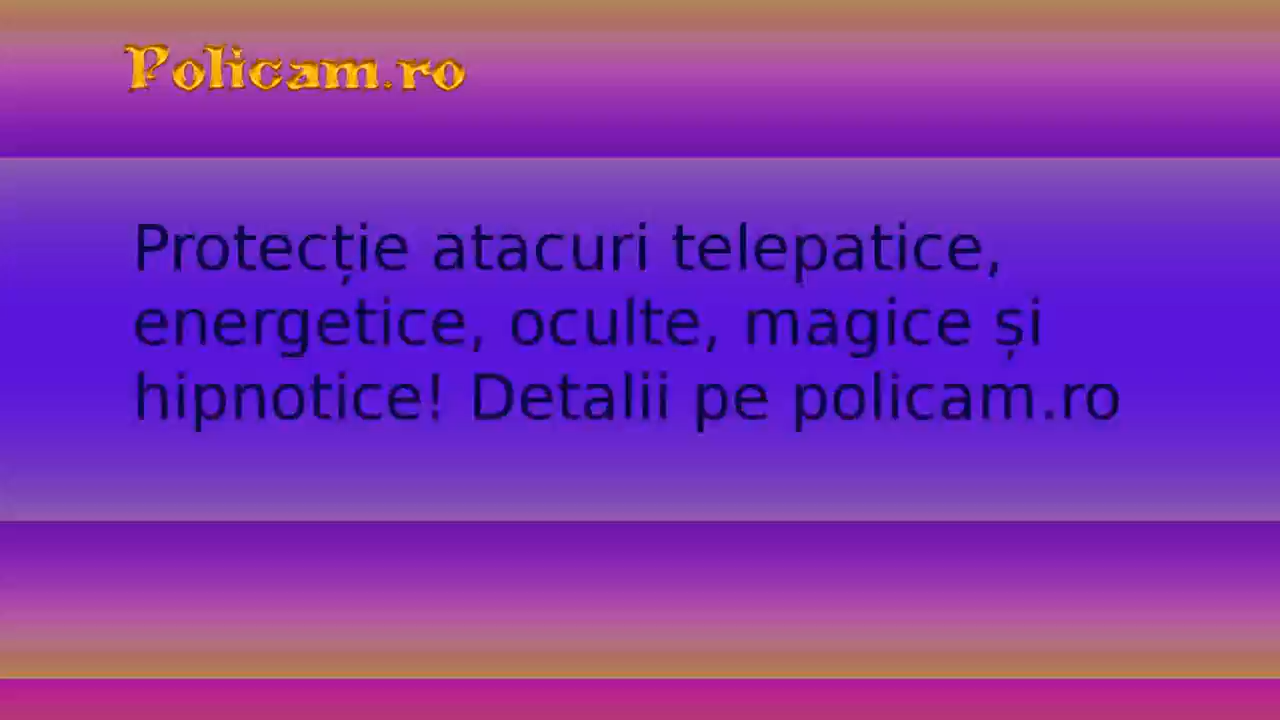 Policam.ro
Protecție atacuri telepatice,
energetice, oculte, magice și
hipnotice! Detalii pe policam.ro